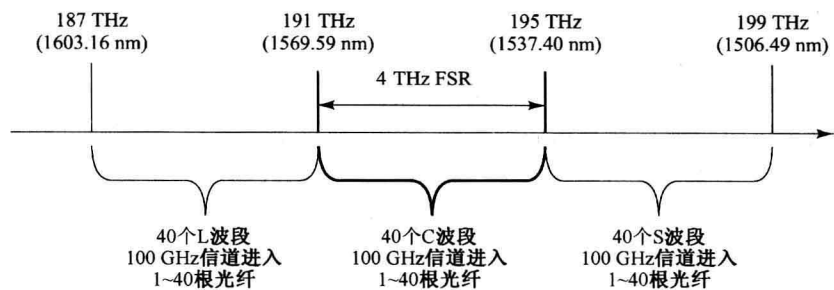 187 THz
(1603.16 nm)
191 THz
(1569.59 nm)
195 THz
(1537.40 nm)
199 THz
(1506.49 nm)
4 THz FSR
40个L波段
100 GHz信道进入
1~40根光纤
40个C波段
100 GHz信道进入
1~40根光纤
40个S波段
100 GHz信道进入
1~40根光纤